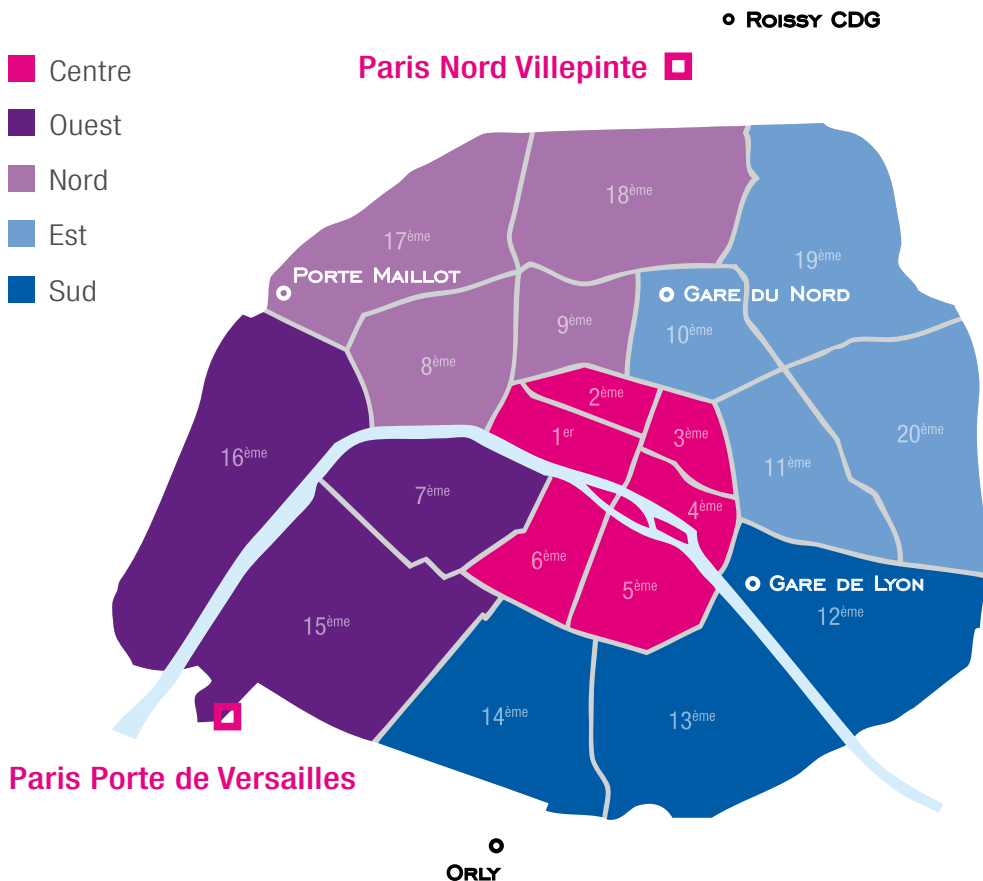 ROISSY CDG
Paris Nord Villepinte
Centre
Ouest
Nord
Est
Sud
18ème
17ème
19ème
PORTE MAILLOT
GARE DU NORD
9ème
10ème
8ème
2ème
1er
3ème
20ème
16ème
11ème
7ème
4ème
6ème
5ème
GARE DE LYON
12ème
15ème
14ème
13ème
Paris Porte de Versailles
ORLY